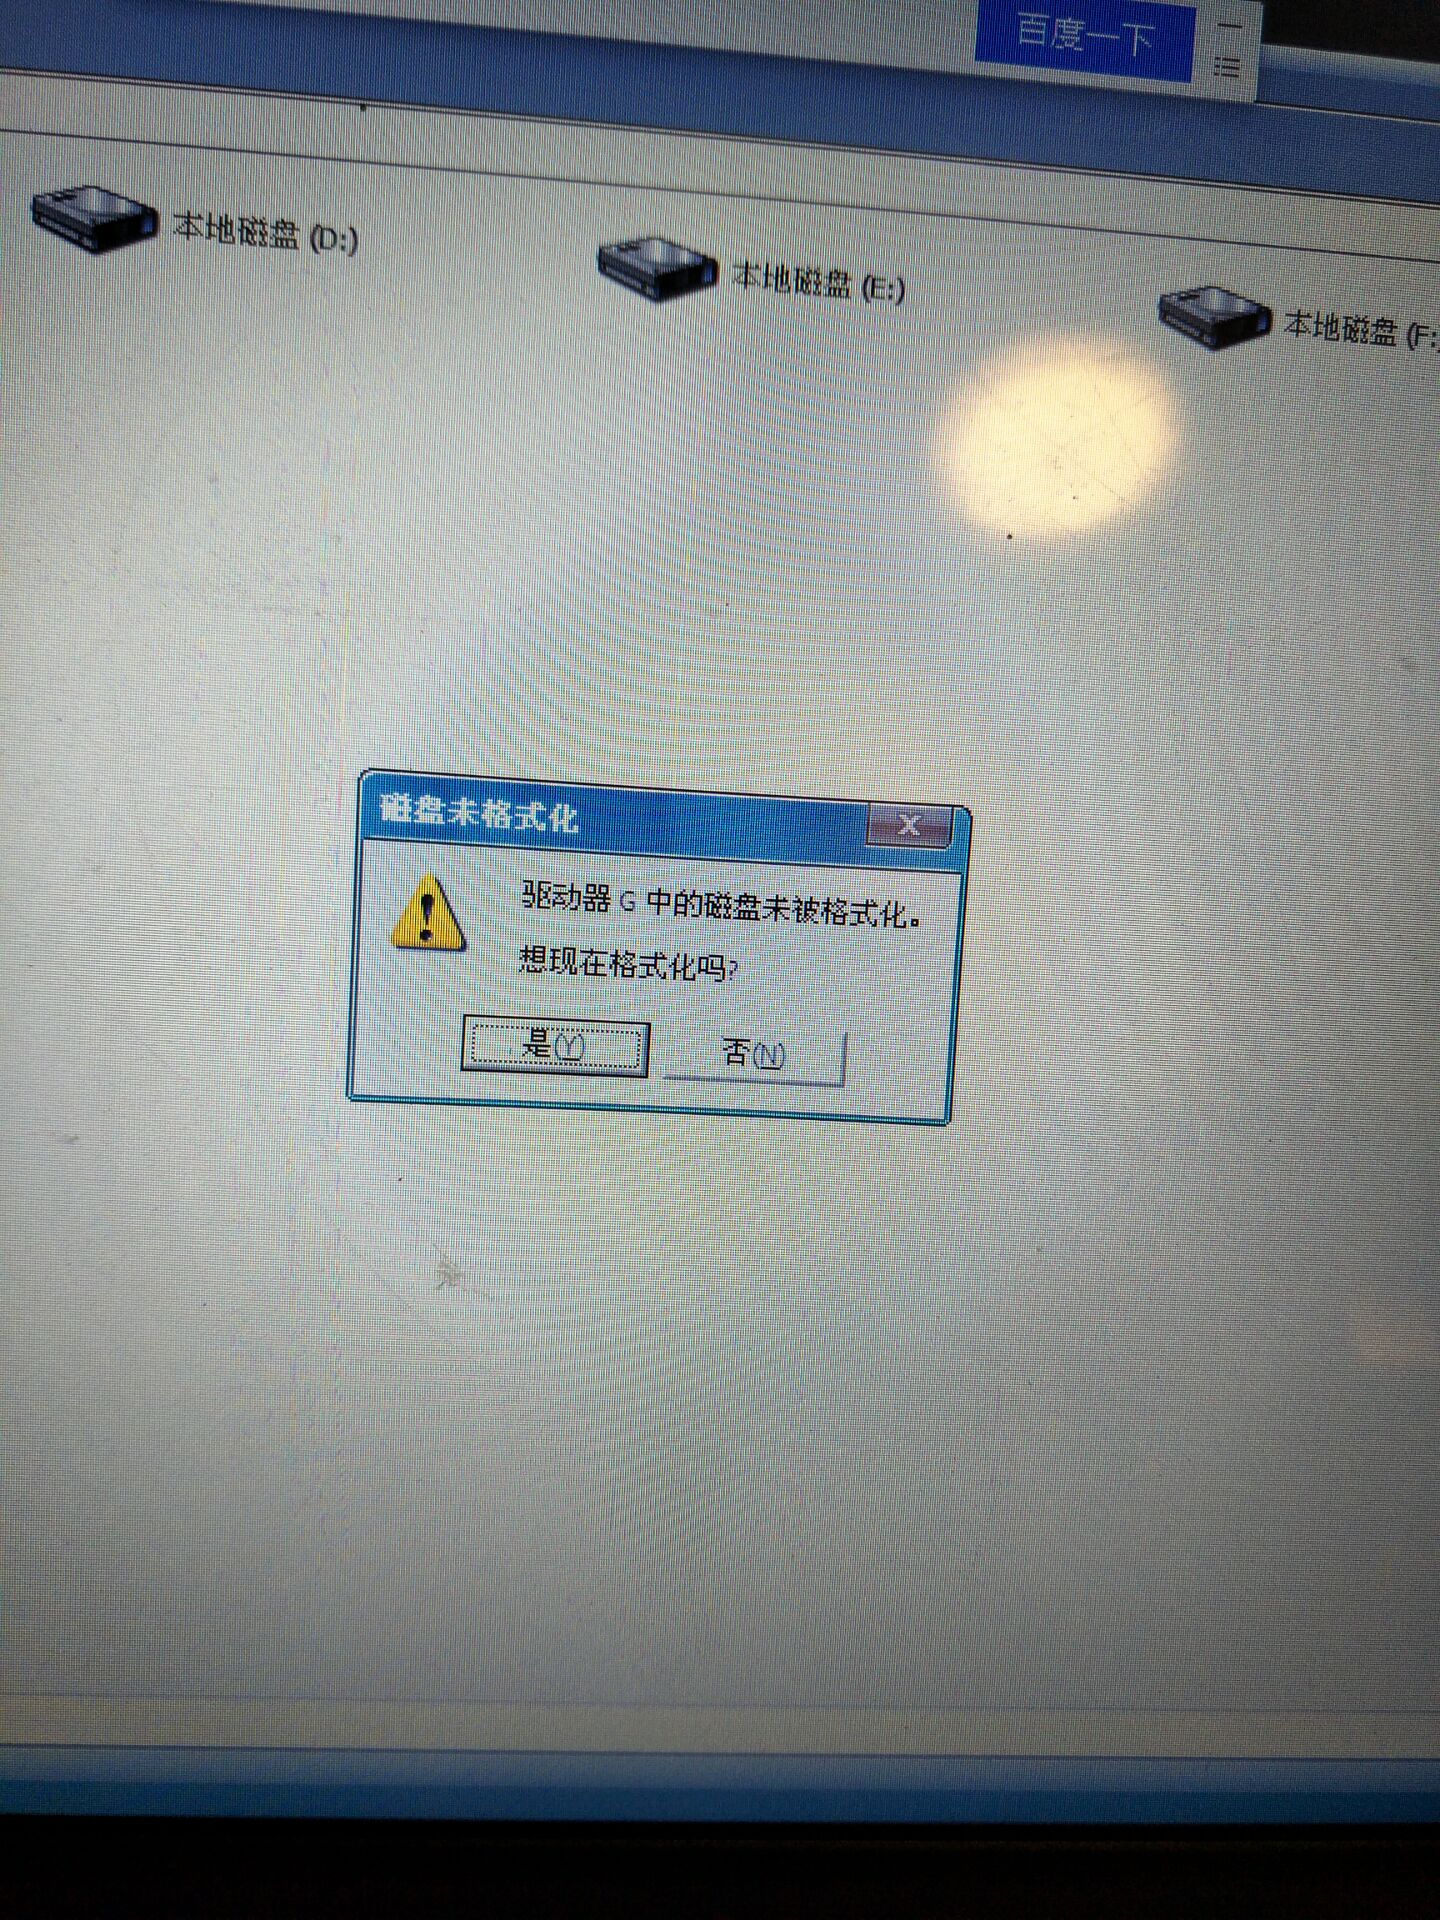 百度一下
本地磁盘 (D:)
本地磁盘 (E:)
本地磁盘 (F:
磁盘未格式化
X
驱动器 G 中的磁盘未被格式化。
想现在格式化吗?
是(Y)
否(N)